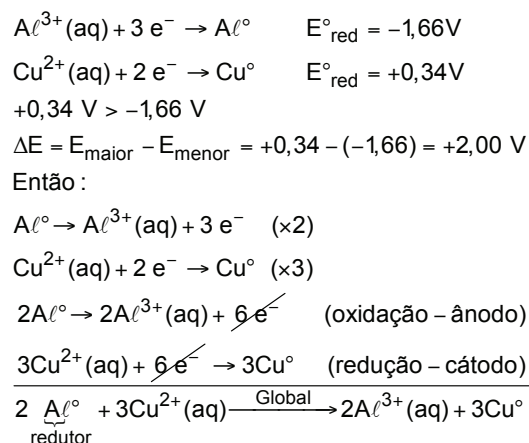 Aℓ³⁺(aq) + 3 e⁻ → Aℓ° E°red = −1,66V
Cu²⁺(aq) + 2 e⁻ → Cu° E°red = +0,34V
+0,34 V > −1,66 V
ΔE = Emaior − Emenor = +0,34 − (−1,66) = +2,00 V
Então :
Aℓ° → Aℓ³⁺(aq) + 3 e⁻ (×2)
Cu²⁺(aq) + 2 e⁻ → Cu° (×3)
2Aℓ° → 2Aℓ³⁺(aq) + 6 e⁻ (oxidação – ânodo)
3Cu²⁺(aq) + 6 e⁻ → 3Cu° (redução – cátodo)
2 Aℓ° + 3Cu²⁺(aq) Global → 2Aℓ³⁺(aq) + 3Cu°
redutor